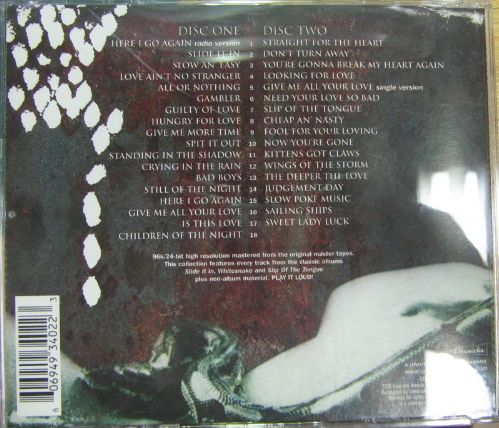 DISC ONE
HERE I GO AGAIN radio version 1
SLIDE IT IN 2
SLOW AN' EASY 3
LOVE AIN'T NO STRANGER 4
ALL OR NOTHING 5
GAMBLER 6
GUILTY OF LOVE 7
HUNGRY FOR LOVE 8
GIVE ME MORE TIME 9
SPIT IT OUT 10
STANDING IN THE SHADOW 11
CRYING IN THE RAIN 12
BAD BOYS 13
STILL OF THE NIGHT 14
HERE I GO AGAIN 15
GIVE ME ALL YOUR LOVE 16
IS THIS LOVE 17
CHILDREN OF THE NIGHT 18
DISC TWO
STRAIGHT FOR THE HEART
DON'T TURN AWAY
YOU'RE GONNA BREAK MY HEART AGAIN
LOOKING FOR LOVE
GIVE ME ALL YOUR LOVE single version
NEED YOUR LOVE SO BAD
SLIP OF THE TONGUE
CHEAP AN' NASTY
FOOL FOR YOUR LOVING
NOW YOU'RE GONE
KITTENS GOT CLAWS
WINGS OF THE STORM
THE DEEPER THE LOVE
JUDGEMENT DAY
SLOW POKE MUSIC
SAILING SHIPS
SWEET LADY LUCK
96k/24-bit high resolution mastered from the original master tapes.
This collection features every track from the classic albums
Slide It In, Whitesnake and Slip Of The Tongue
plus non-album material. PLAY IT LOUD!
6 06949 34022 3
Chronicles